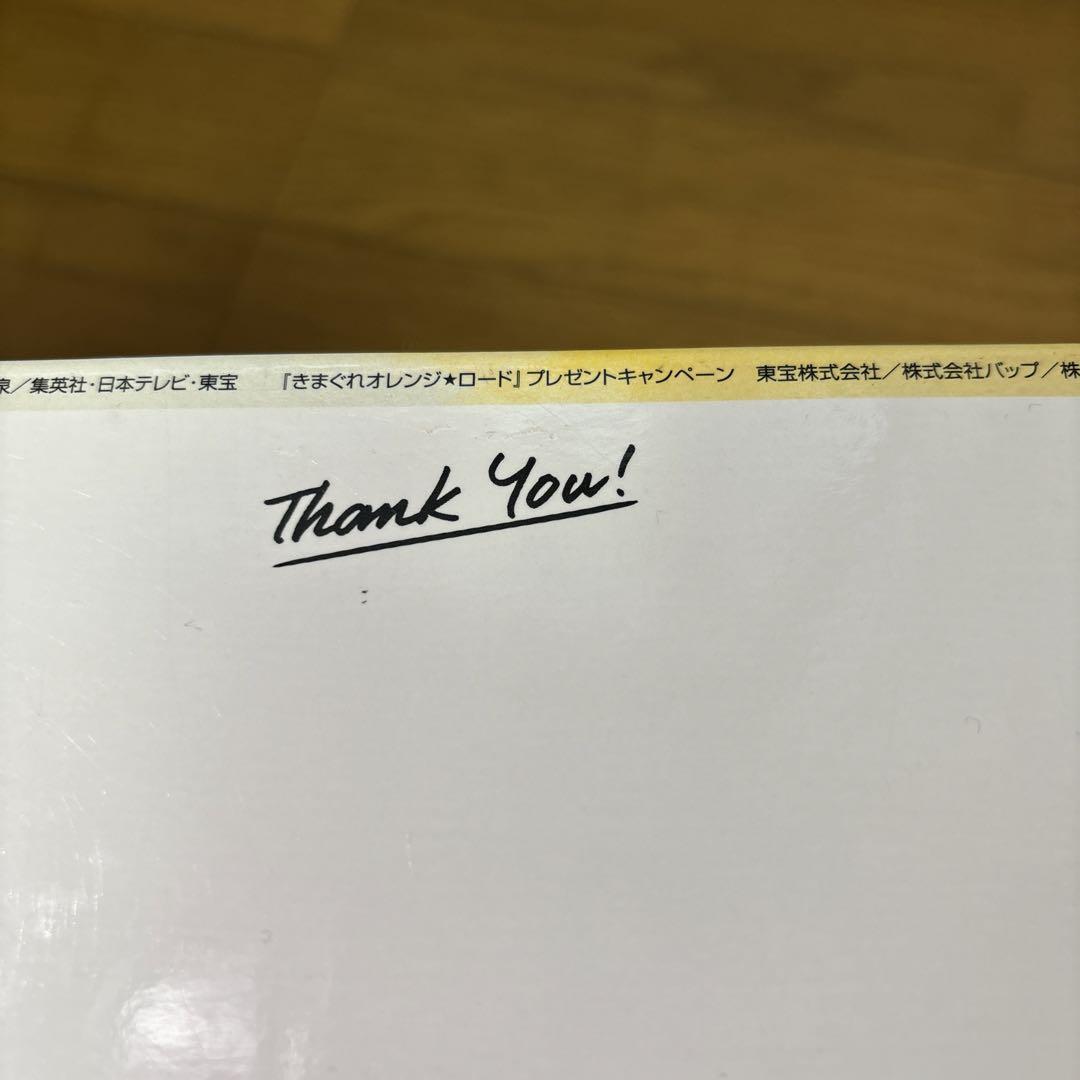 泉／集英社・日本テレビ・東宝　『きまぐれオレンジ★ロード』プレゼントキャンペーン　東宝株式会社／株式会社バップ／株
Thank You!